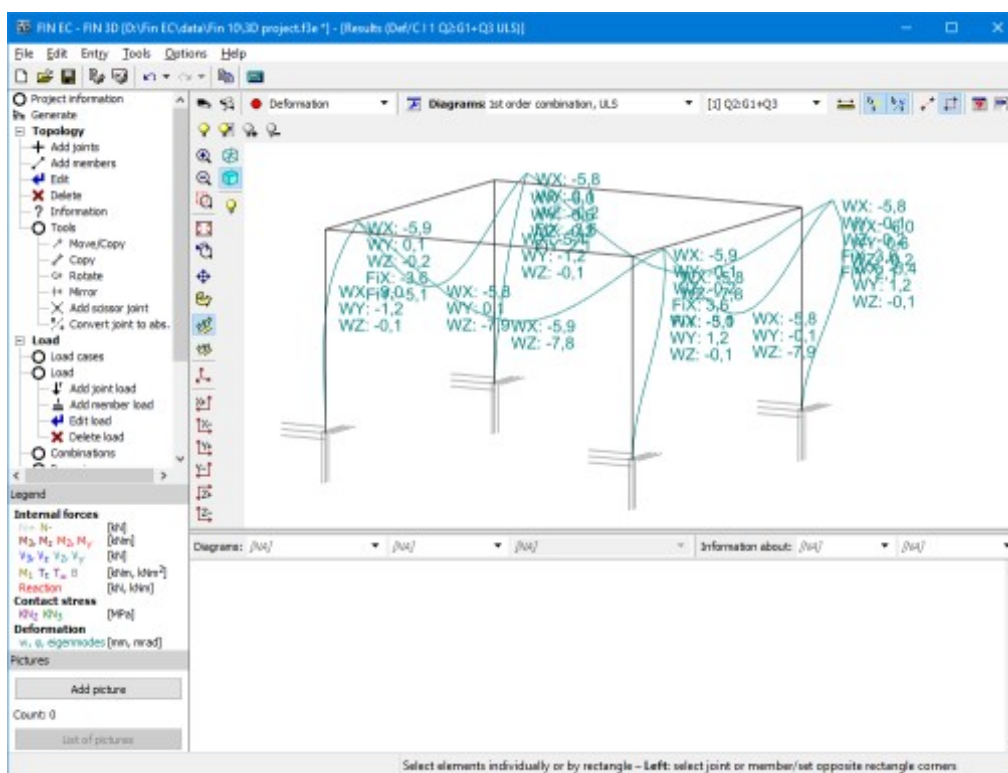 FIN EC - FIN 3D [D:\Fin EC\data\Fin 10\3D project.f3e *] - [Results (Def/C I 1 Q2:G1+Q3 ULS)]
File Edit Entry Tools Options Help
Project information
Generate
Topology
Add joints
Add members
Edit
Delete
Information
Tools
Move/Copy
Copy
Rotate
Mirror
Add scissor joint
Convert joint to abs.
Load
Load cases
Load
Add joint load
Add member load
Edit load
Delete load
Combinations
Legend
Internal forces
N- [kN]
[kNm]
[kN]
[kNm, kNm²]
Reaction [kN, kNm]
Contact stress
[MPa]
Deformation
w, φ, eigenmodes [mm, mrad]
Pictures
Add picture
Count: 0
List of pictures
Deformation
Diagrams: 1st order combination, ULS
[1] Q2:G1+Q3
WX: -5,8
WY: -1,2
WZ: -0,1
WX: -5,9
WY: 0,1
WZ: -0,2
FiX: -3,6
WY: -1,2
WZ: -0,1
WX: -5,8
WY: 0,1
WX: -5,9
WZ: -7,8
WX: -5,9
FiX: 3,6
WY: 1,2
WZ: -0,1
WX: -5,8
WY: -0,1
WZ: -7,9
WX: -5,8
WY: 1,2
WZ: -0,1
Diagrams: [NA] [NA] [NA] Information about: [NA] [NA]
Select elements individually or by rectangle – Left: select joint or member/set opposite rectangle corners